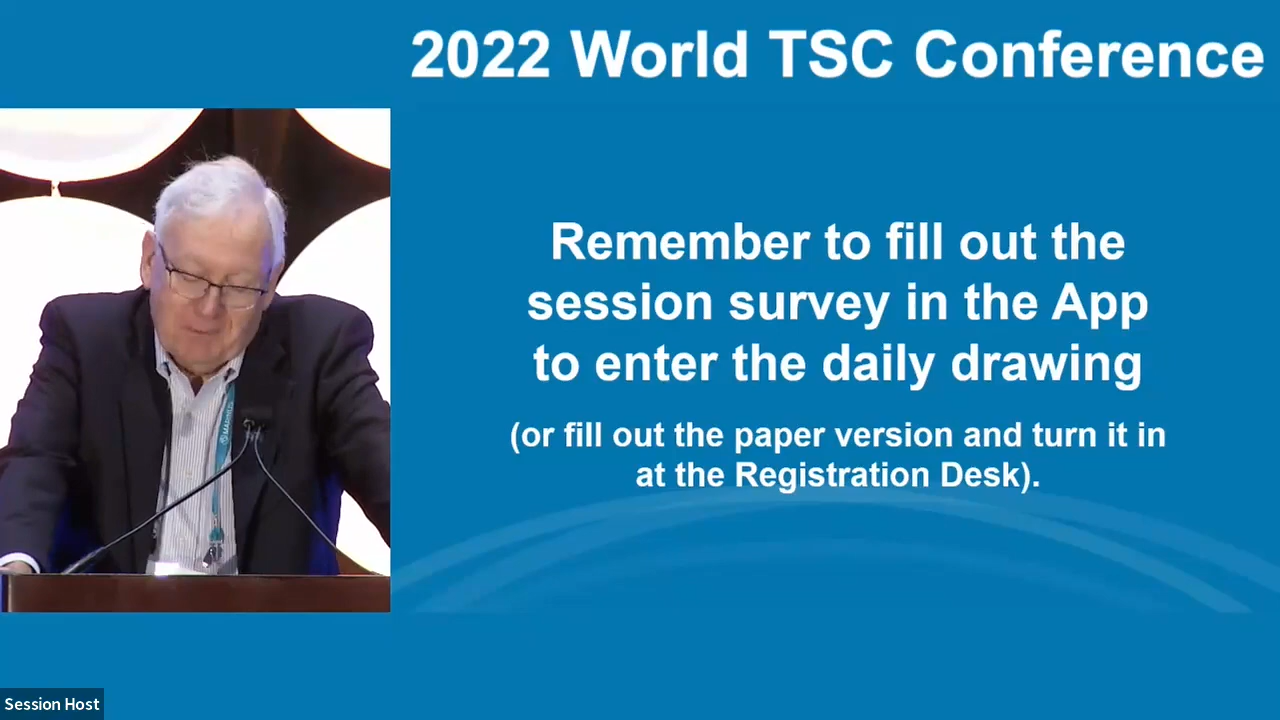 2022 World TSC Conference
Remember to fill out the
session survey in the App
to enter the daily drawing
(or fill out the paper version and turn it in
at the Registration Desk).
Session Host